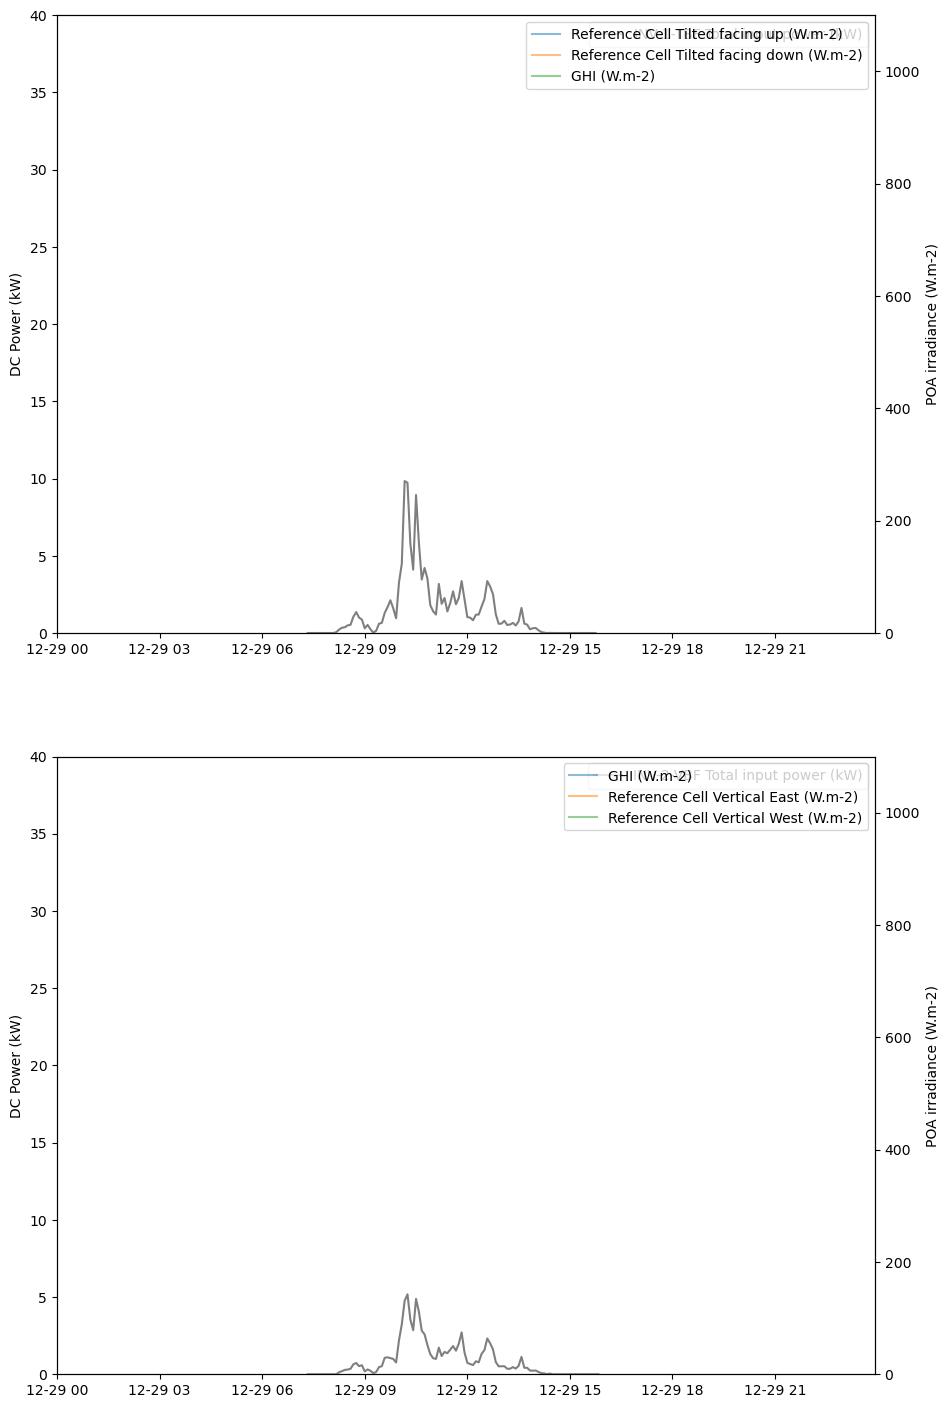 40
35
30
25
20
15
10
5
0
DC Power (kW)
Reference Cell Tilted facing up (W.m-2)
Reference Cell Tilted facing down (W.m-2)
GHI (W.m-2)
1000
800
600
400
200
0
POA irradiance (W.m-2)
12-29 00 12-29 03 12-29 06 12-29 09 12-29 12 12-29 15 12-29 18 12-29 21
40
35
30
25
20
15
10
5
0
DC Power (kW)
GHI (W.m-2) Total input power (kW)
Reference Cell Vertical East (W.m-2)
Reference Cell Vertical West (W.m-2)
1000
800
600
400
200
0
POA irradiance (W.m-2)
12-29 00 12-29 03 12-29 06 12-29 09 12-29 12 12-29 15 12-29 18 12-29 21